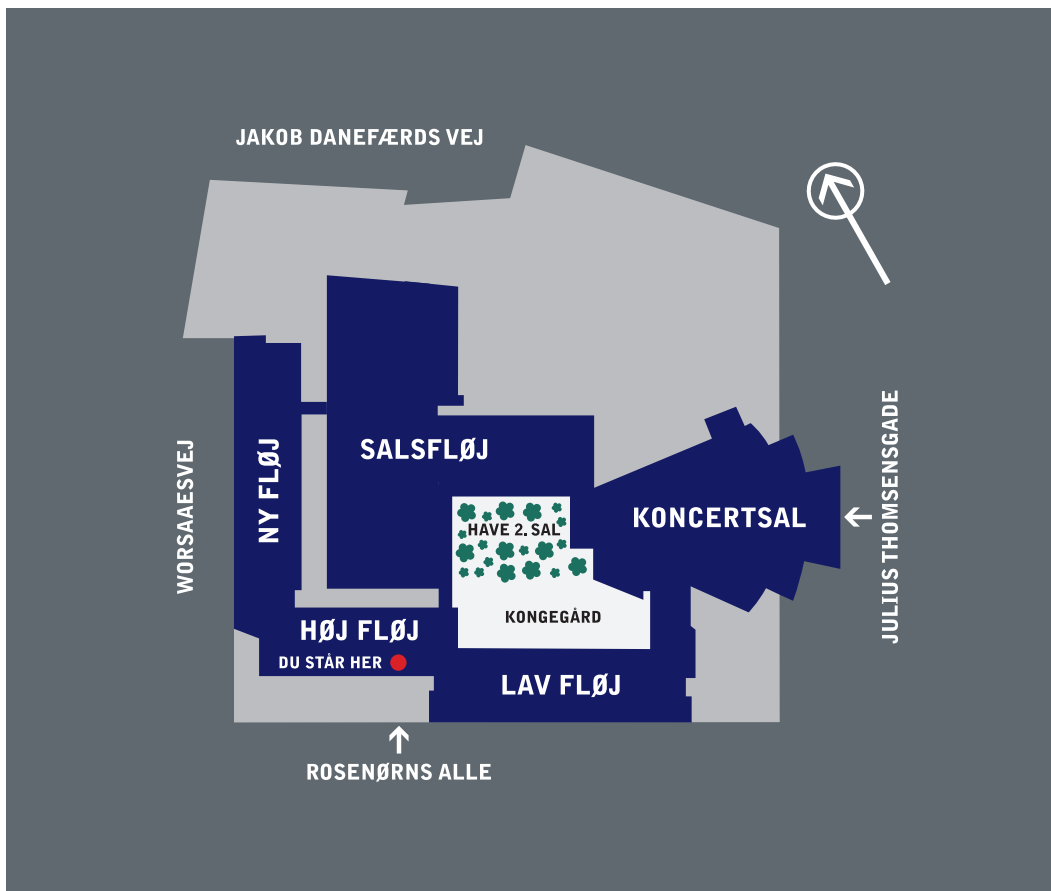 JAKOB DANEFÆRDS VEJ
WORSAAESVEJ
NY FLØJ
SALSFLØJ
HAVE 2. SAL
KONCERTSAL
JULIUS THOMSENSGADE
KONGEGÅRD
HØJ FLØJ
DU STÅR HER
LAV FLØJ
ROSENØRNS ALLE